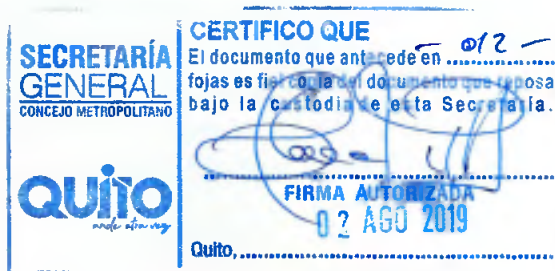 SECRETARÍA
GENERAL
CONCEJO METROPOLITANO
QUITO
CERTIFICO QUE
El documento que antecede en - 012 -
fojas es fiel copia del documento que reposa
bajo la custodia de esta Secretaría.
FIRMA AUTORIZADA
02 AGO 2019
Quito,